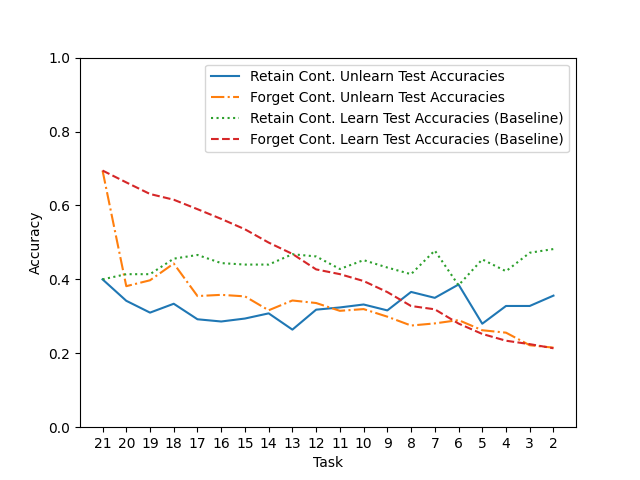 Retain Cont. Unlearn Test Accuracies
Forget Cont. Unlearn Test Accuracies
Retain Cont. Learn Test Accuracies (Baseline)
Forget Cont. Learn Test Accuracies (Baseline)
1.0
0.8
0.6
0.4
0.2
0.0
Accuracy
21 20 19 18 17 16 15 14 13 12 11 10 9 8 7 6 5 4 3 2
Task